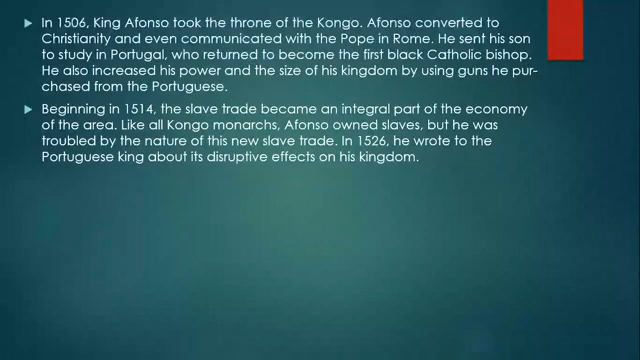 In 1506, King Afonso took the throne of the Kongo. Afonso converted to
Christianity and even communicated with the Pope in Rome. He sent his son
to study in Portugal, who returned to become the first black Catholic bishop.
He also increased his power and the size of his kingdom by using guns he pur-
chased from the Portuguese.
Beginning in 1514, the slave trade became an integral part of the economy
of the area. Like all Kongo monarchs, Afonso owned slaves, but he was
troubled by the nature of this new slave trade. In 1526, he wrote to the
Portuguese king about its disruptive effects on his kingdom.